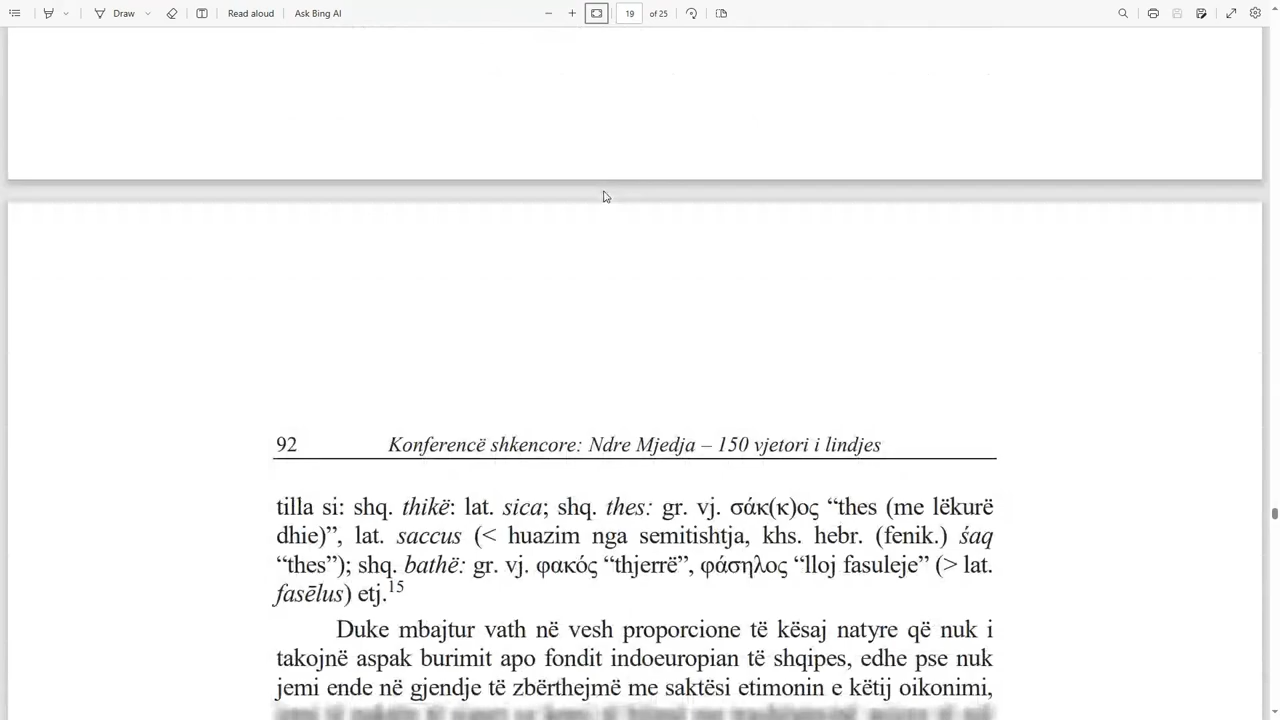 Draw
Read aloud
Ask Bing AI
19
of 25
92
Konferencë shkencore: Ndre Mjedja – 150 vjetori i lindjes
tilla si: shq. thikë: lat. sica; shq. thes: gr. vj. σάκ(κ)ος “thes (me lëkurë
dhie)”, lat. saccus (< huazim nga semitishtja, khs. hebr. (fenik.) śaq
“thes”); shq. bathë: gr. vj. φακός “thjerrë”, φάσηλος “lloj fasuleje” (> lat.
fasēlus) etj.15
Duke mbajtur vath në vesh proporcione të kësaj natyre që nuk i
takojnë aspak burimit apo fondit indoeuropian të shqipes, edhe pse nuk
jemi ende në gjendje të zbërthejmë me saktësi etimonin e këtij oikonimi,